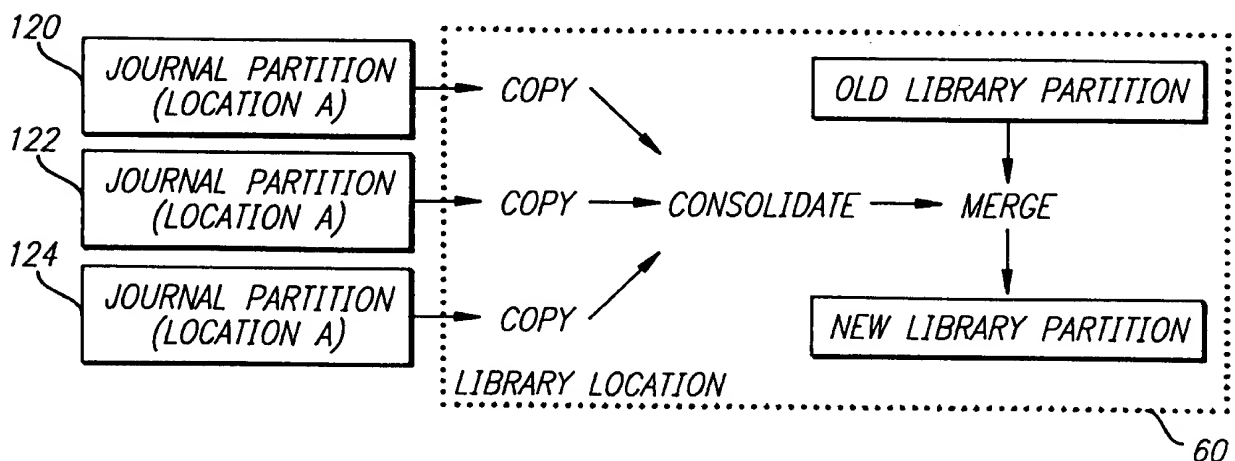 120
JOURNAL PARTITION
(LOCATION A)
COPY
OLD LIBRARY PARTITION
122
JOURNAL PARTITION
(LOCATION A)
COPY
CONSOLIDATE
MERGE
124
JOURNAL PARTITION
(LOCATION A)
COPY
NEW LIBRARY PARTITION
LIBRARY LOCATION
60